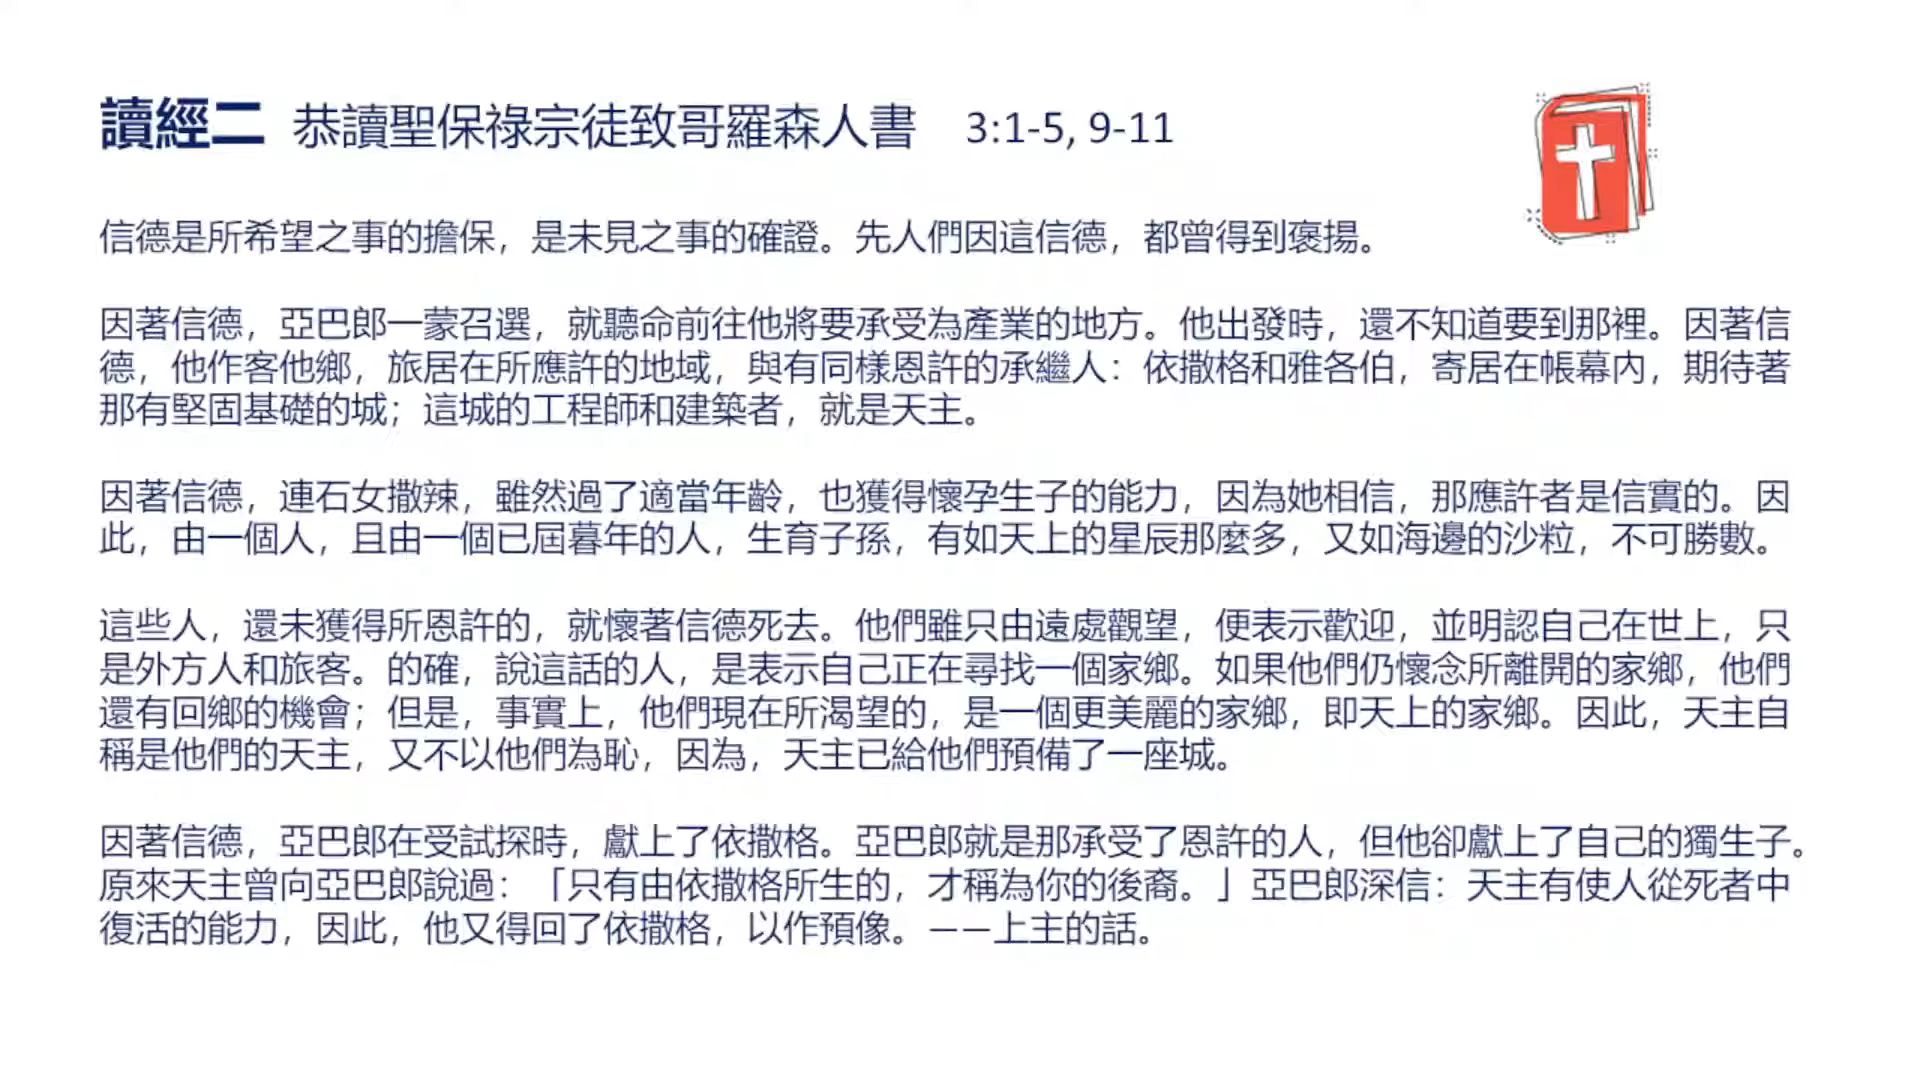 讀經二 恭讀聖保祿宗徒致哥羅森人書 3:1-5, 9-11
信德是所希望之事的擔保，是未見之事的確證。先人們因這信德，都曾得到褒揚。
因著信德，亞巴郎一蒙召選，就聽命前往他將要承受為產業的地方。他出發時，還不知道要到那裡。因著信
德，他作客他鄉，旅居在所應許的地域，與有同樣恩許的承繼人：依撒格和雅各伯，寄居在帳幕內，期待著
那有堅固基礎的城；這城的工程師和建築者，就是天主。
因著信德，連石女撒辣，雖然過了適當年齡，也獲得懷孕生子的能力，因為她相信，那應許者是信實的。因
此，由一個人，且由一個已屆暮年的人，生育子孫，有如天上的星辰那麼多，又如海邊的沙粒，不可勝數。
這些人，還未獲得所恩許的，就懷著信德死去。他們雖只由遠處觀望，便表示歡迎，並明認自己在世上，只
是外方人和旅客。的確，說這話的人，是表示自己正在尋找一個家鄉。如果他們仍懷念所離開的家鄉，他們
還有回鄉的機會；但是，事實上，他們現在所渴望的，是一個更美麗的家鄉，即天上的家鄉。因此，天主自
稱是他們的天主，又不以他們為恥，因為，天主已給他們預備了一座城。
因著信德，亞巴郎在受試探時，獻上了依撒格。亞巴郎就是那承受了恩許的人，但他卻獻上了自己的獨生子。
原來天主曾向亞巴郎說過：「只有由依撒格所生的，才稱為你的後裔。」亞巴郎深信：天主有使人從死者中
復活的能力，因此，他又得回了依撒格，以作預像。——上主的話。